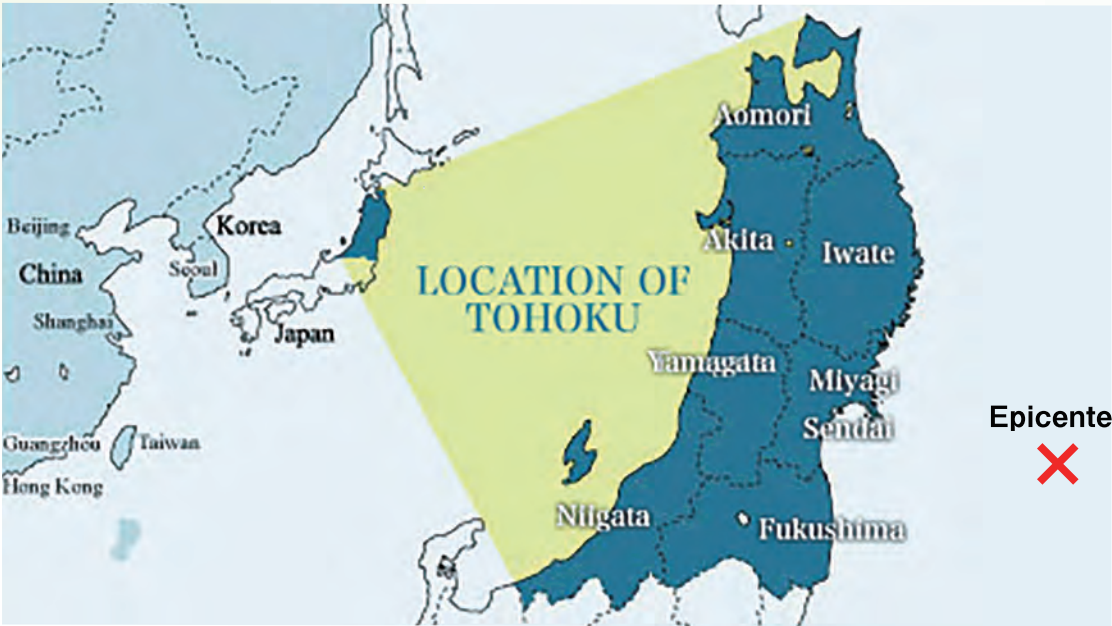 Beijing
Korea
China
Seoul
Shanghai
Japan
Guangzhou
Taiwan
Hong Kong
LOCATION OF
TOHOKU
Aomori
Akita
Iwate
Yamagata
Miyagi
Sendai
Niigata
Fukushima
Epicente